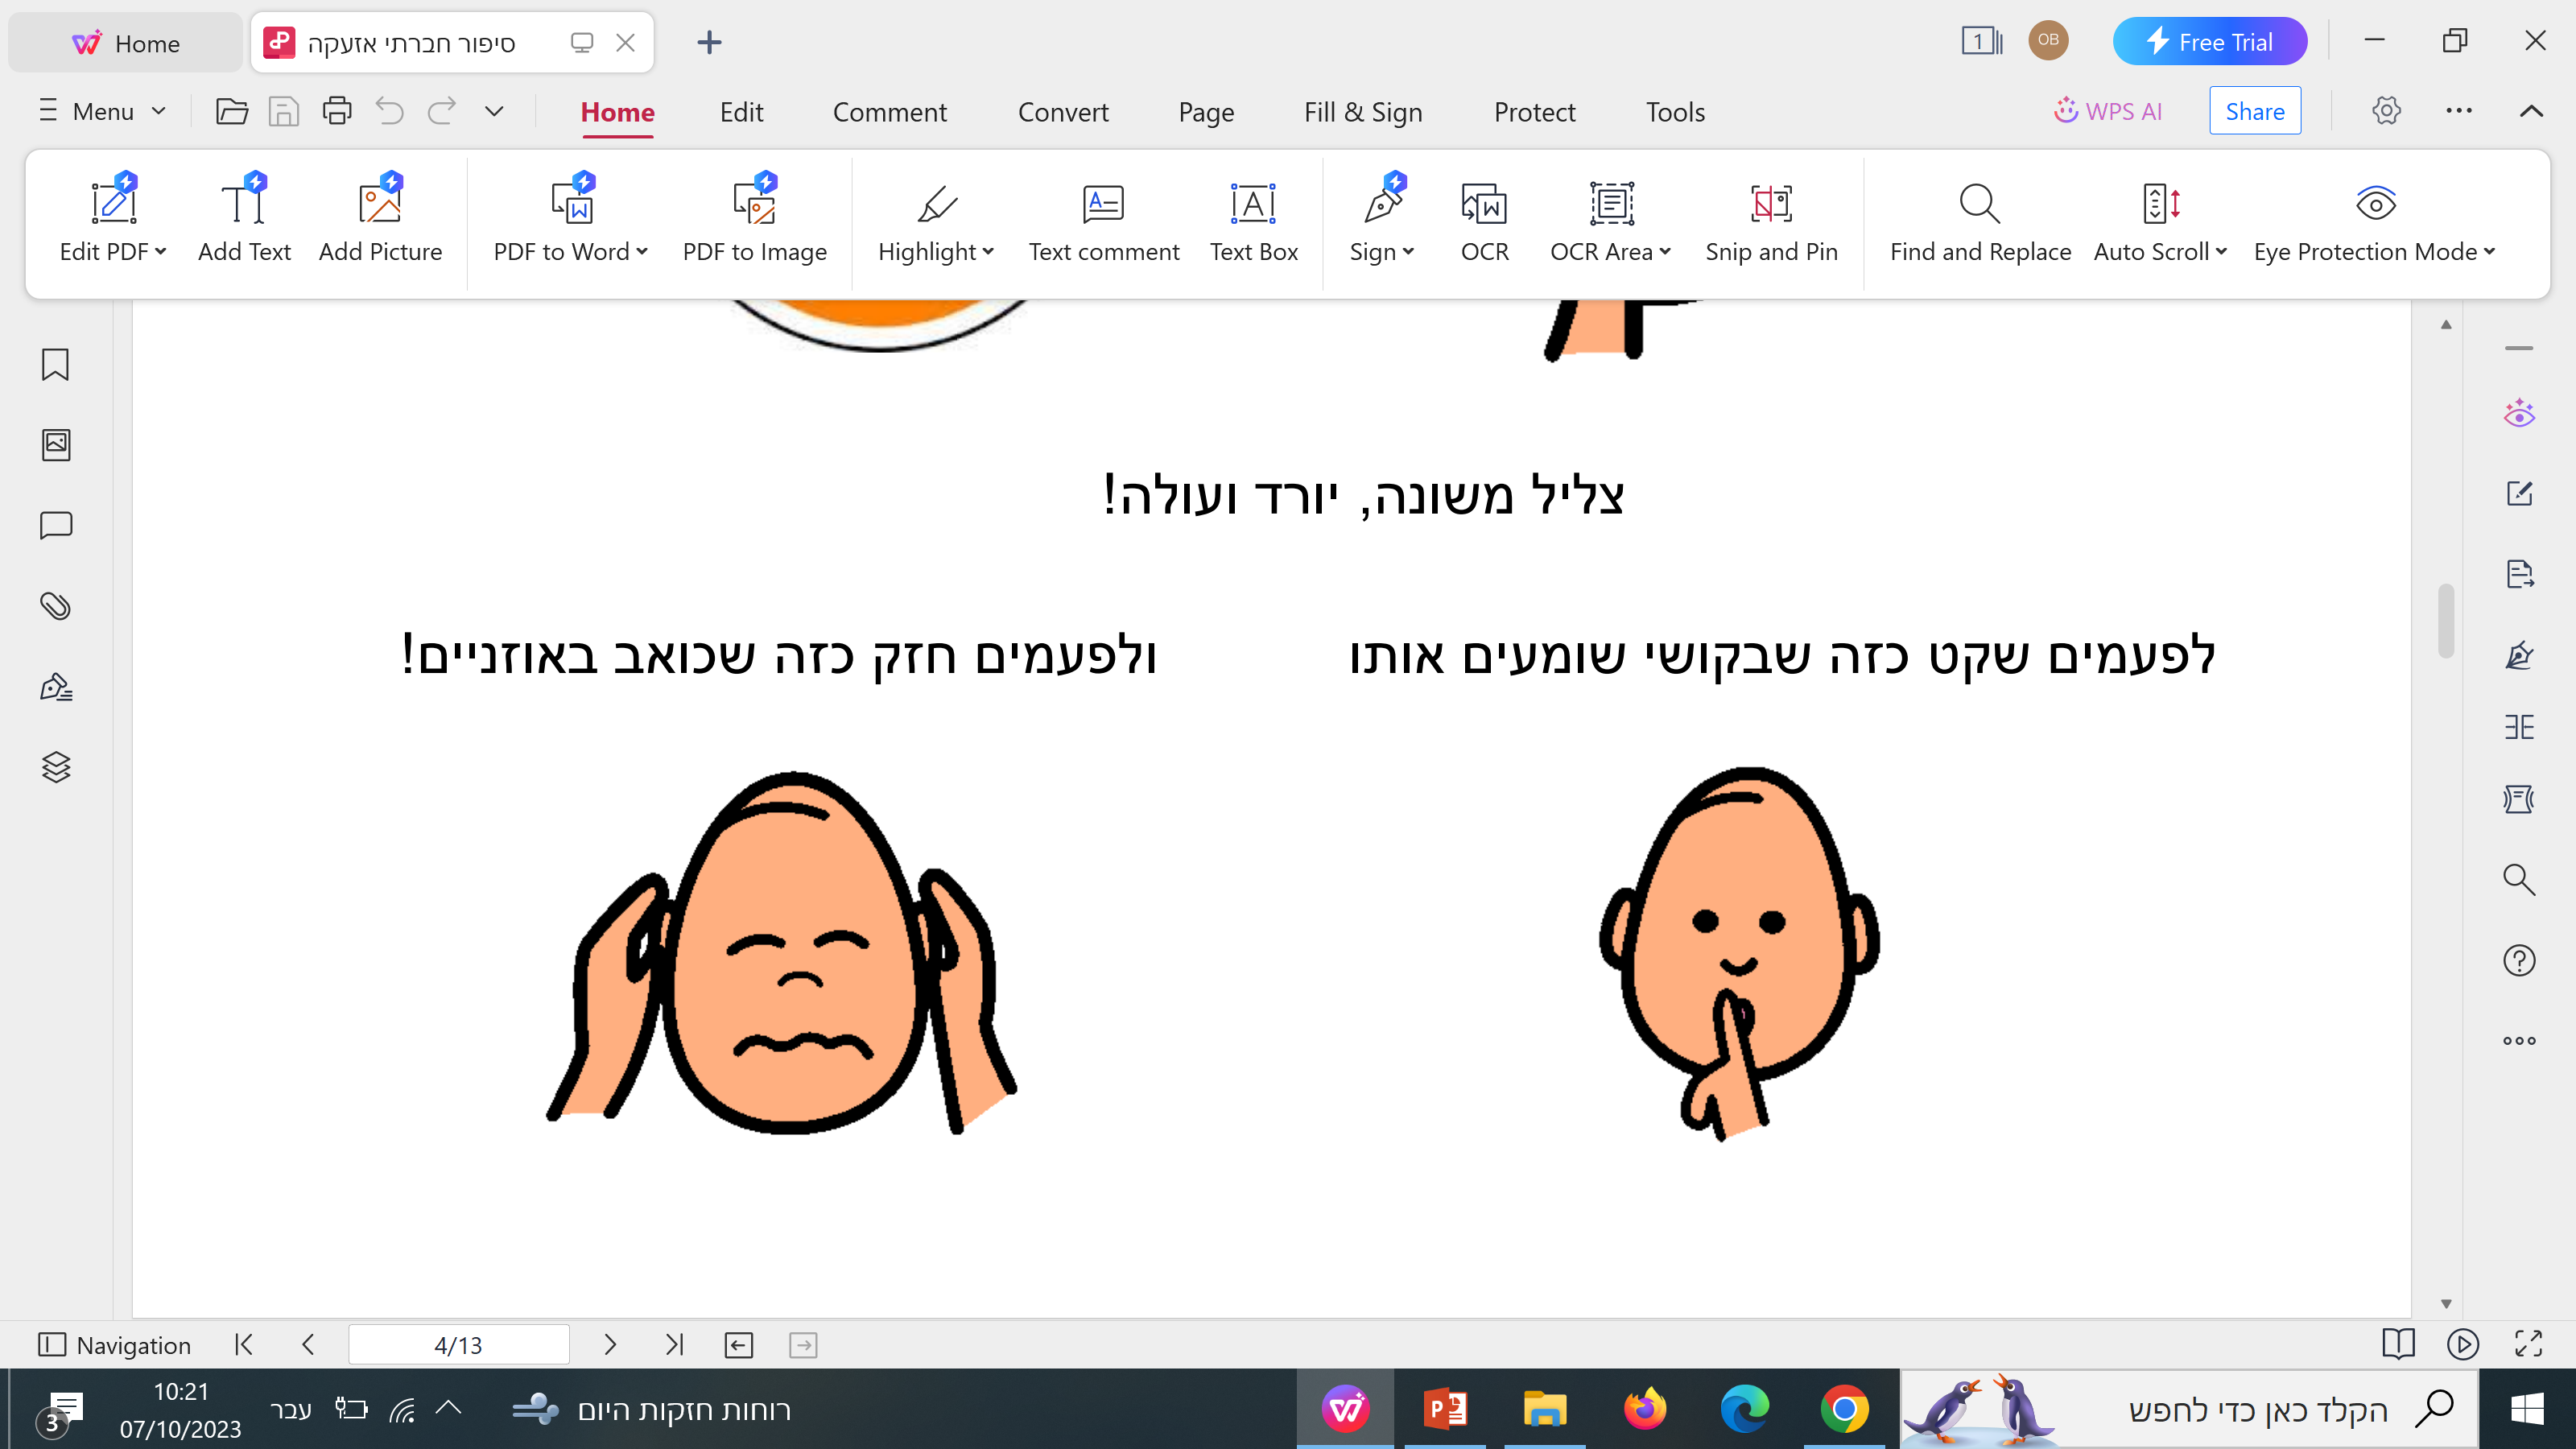 Home
סיפור חברתי אזעקה
1
OB
Free Trial
Menu
Home Edit Comment Convert Page Fill & Sign Protect Tools
WPS AI
Share
Edit PDF Add Text Add Picture PDF to Word PDF to Image Highlight Text comment Text Box Sign OCR OCR Area Snip and Pin Find and Replace Auto Scroll Eye Protection Mode
צליל משונה, יורד ועולה!
לפעמים שקט כזה שבקושי שומעים אותו
ולפעמים חזק כזה שכואב באוזניים!
Navigation
4/13
3
10:21
07/10/2023
עבר
רוחות חזקות היום
הקלד כאן כדי לחפש